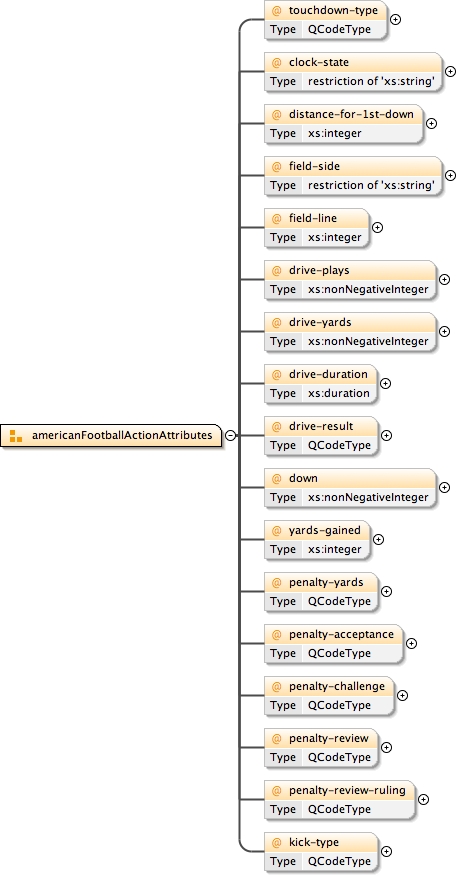 @ touchdown-type
Type QCodeType
@ clock-state
Type restriction of 'xs:string'
@ distance-for-1st-down
Type xs:integer
@ field-side
Type restriction of 'xs:string'
@ field-line
Type xs:integer
@ drive-plays
Type xs:nonNegativeInteger
@ drive-yards
Type xs:nonNegativeInteger
@ drive-duration
Type xs:duration
americanFootballActionAttributes
@ drive-result
Type QCodeType
@ down
Type xs:nonNegativeInteger
@ yards-gained
Type xs:integer
@ penalty-yards
Type QCodeType
@ penalty-acceptance
Type QCodeType
@ penalty-challenge
Type QCodeType
@ penalty-review
Type QCodeType
@ penalty-review-ruling
Type QCodeType
@ kick-type
Type QCodeType